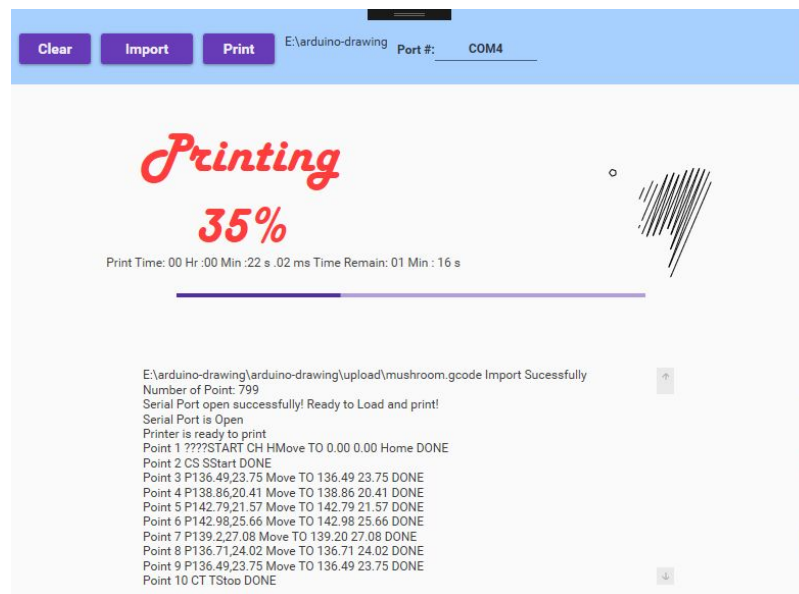 Clear Import Print E:\arduino-drawing Port #: COM4
Printing
35%
Print Time: 00 Hr :00 Min :22 s .02 ms Time Remain: 01 Min : 16 s
E:\arduino-drawing\arduino-drawing\upload\mushroom.gcode Import Sucessfully
Number of Point: 799
Serial Port open successfully! Ready to Load and print!
Serial Port is Open
Printer is ready to print
Point 1 ????START CH HMove TO 0.00 0.00 Home DONE
Point 2 CS SStart DONE
Point 3 P136.49,23.75 Move TO 136.49 23.75 DONE
Point 4 P138.86,20.41 Move TO 138.86 20.41 DONE
Point 5 P142.79,21.57 Move TO 142.79 21.57 DONE
Point 6 P142.98,25.66 Move TO 142.98 25.66 DONE
Point 7 P139.2,27.08 Move TO 139.20 27.08 DONE
Point 8 P136.71,24.02 Move TO 136.71 24.02 DONE
Point 9 P136.49,23.75 Move TO 136.49 23.75 DONE
Point 10 CT TStop DONE